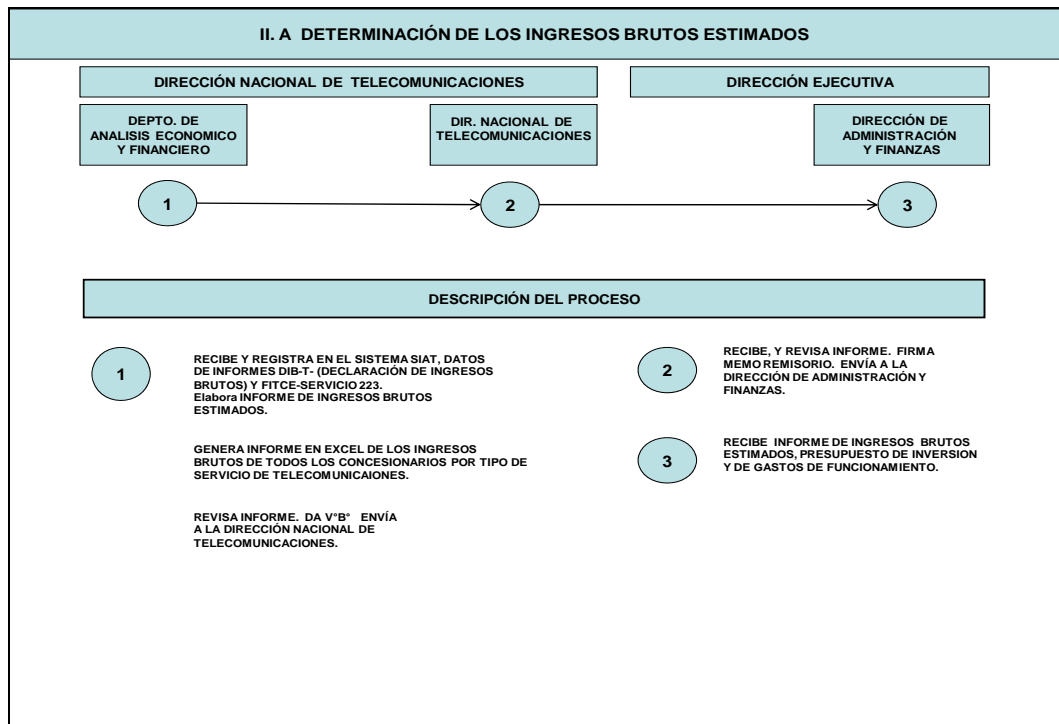 II. A DETERMINACIÓN DE LOS INGRESOS BRUTOS ESTIMADOS
DIRECCIÓN NACIONAL DE TELECOMUNICACIONES
DIRECCIÓN EJECUTIVA
DEPTO. DE
ANALISIS ECONOMICO
Y FINANCIERO
DIR. NACIONAL DE
TELECOMUNICACIONES
DIRECCIÓN DE
ADMINISTRACIÓN
Y FINANZAS
1
2
3
DESCRIPCIÓN DEL PROCESO
1
RECIBE Y REGISTRA EN EL SISTEMA SIAT, DATOS
DE INFORMES DIB-T- (DECLARACIÓN DE INGRESOS
BRUTOS) Y FITCE-SERVICIO 223.
Elabora INFORME DE INGRESOS BRUTOS
ESTIMADOS.
GENERA INFORME EN EXCEL DE LOS INGRESOS
BRUTOS DE TODOS LOS CONCESIONARIOS POR TIPO DE
SERVICIO DE TELECOMUNICAIONES.
REVISA INFORME. DA V°B° ENVÍA
A LA DIRECCIÓN NACIONAL DE
TELECOMUNICACIONES.
2
RECIBE, Y REVISA INFORME. FIRMA
MEMO REMISORIO. ENVÍA A LA
DIRECCIÓN DE ADMINISTRACIÓN Y
FINANZAS.
3
RECIBE INFORME DE INGRESOS BRUTOS
ESTIMADOS, PRESUPUESTO DE INVERSION
Y DE GASTOS DE FUNCIONAMIENTO.